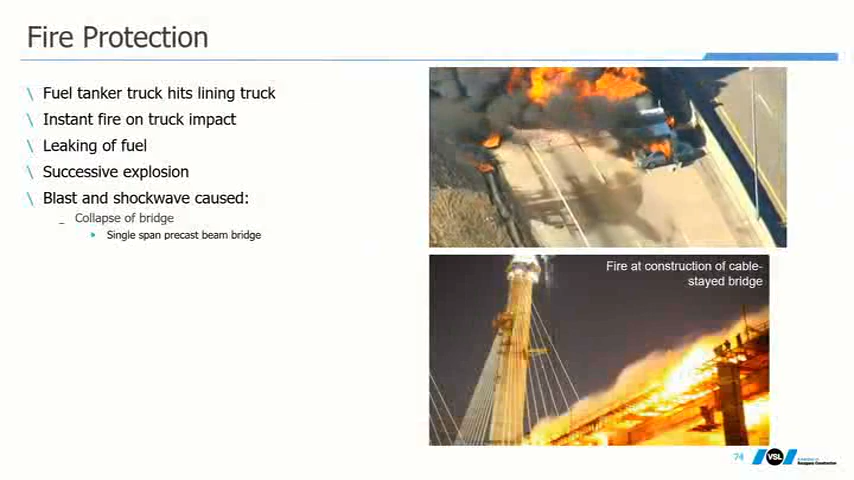 Fire Protection
\ Fuel tanker truck hits lining truck
\ Instant fire on truck impact
\ Leaking of fuel
\ Successive explosion
\ Blast and shockwave caused:
_ Collapse of bridge
Single span precast beam bridge
Fire at construction of cable-
stayed bridge
74
VSL